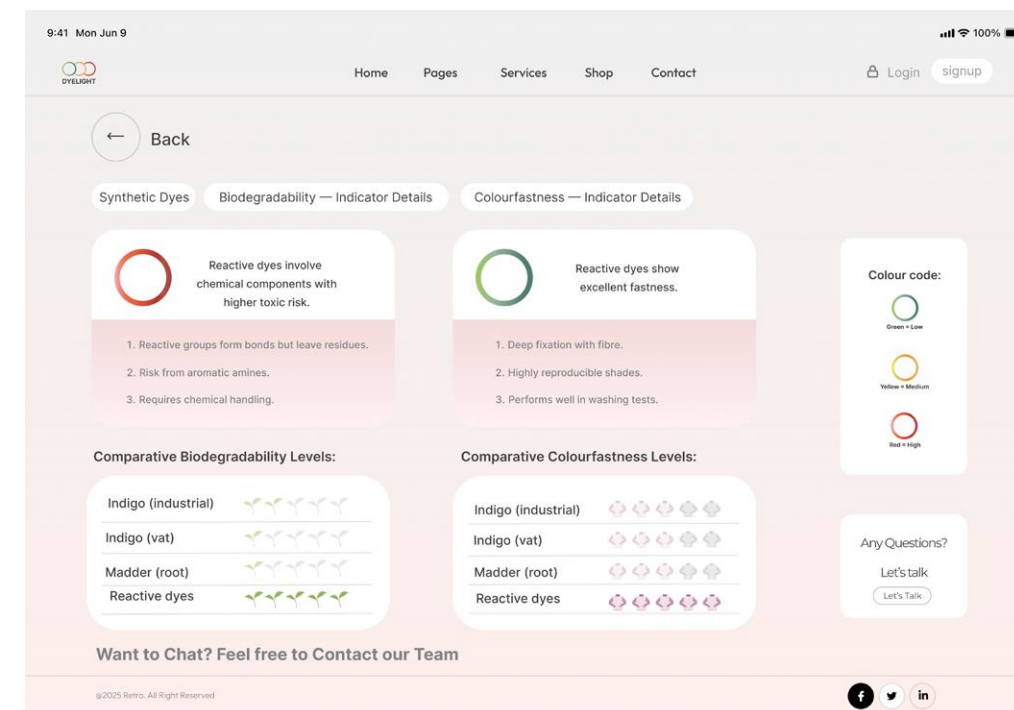 9:41 Mon Jun 9
100%
DYELIGHT
Home Pages Services Shop Contact
Login signup
Back
Synthetic Dyes
Biodegradability — Indicator Details
Colourfastness — Indicator Details
Reactive dyes involve
chemical components with
higher toxic risk.
1. Reactive groups form bonds but leave residues.
2. Risk from aromatic amines.
3. Requires chemical handling.
Reactive dyes show
excellent fastness.
1. Deep fixation with fibre.
2. Highly reproducible shades.
3. Performs well in washing tests.
Colour code:
Green = Low
Yellow = Medium
Red = High
Comparative Biodegradability Levels:
Indigo (industrial)
Indigo (vat)
Madder (root)
Reactive dyes
Comparative Colourfastness Levels:
Indigo (industrial)
Indigo (vat)
Madder (root)
Reactive dyes
Any Questions?
Let's talk
Let's Talk
Want to Chat? Feel free to Contact our Team
@2025 Retro. All Right Reserved
f
in